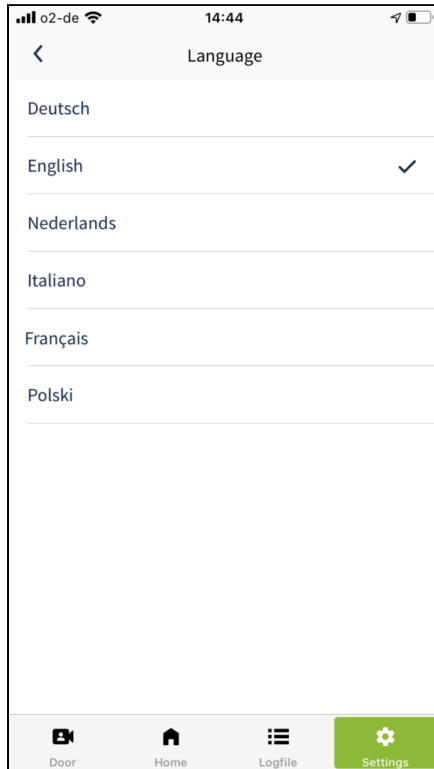 o2-de 14:44
Language
Deutsch
English
Nederlands
Italiano
Français
Polski
Door Home Logfile Settings